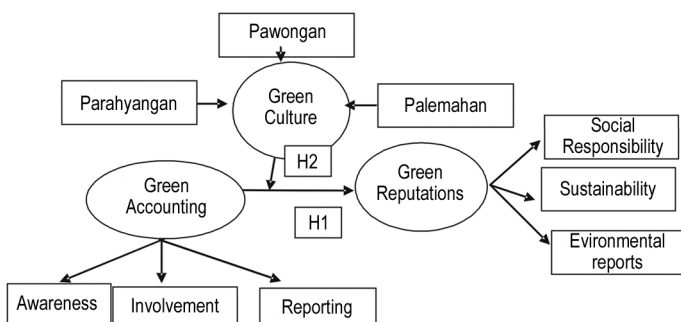 Pawongan
Parahyangan
Green
Culture
Palemahan
Social
Responsibility
H2
Green
Accounting
Green
Reputations
Sustainability
H1
Evironmental
reports
Awareness
Involvement
Reporting